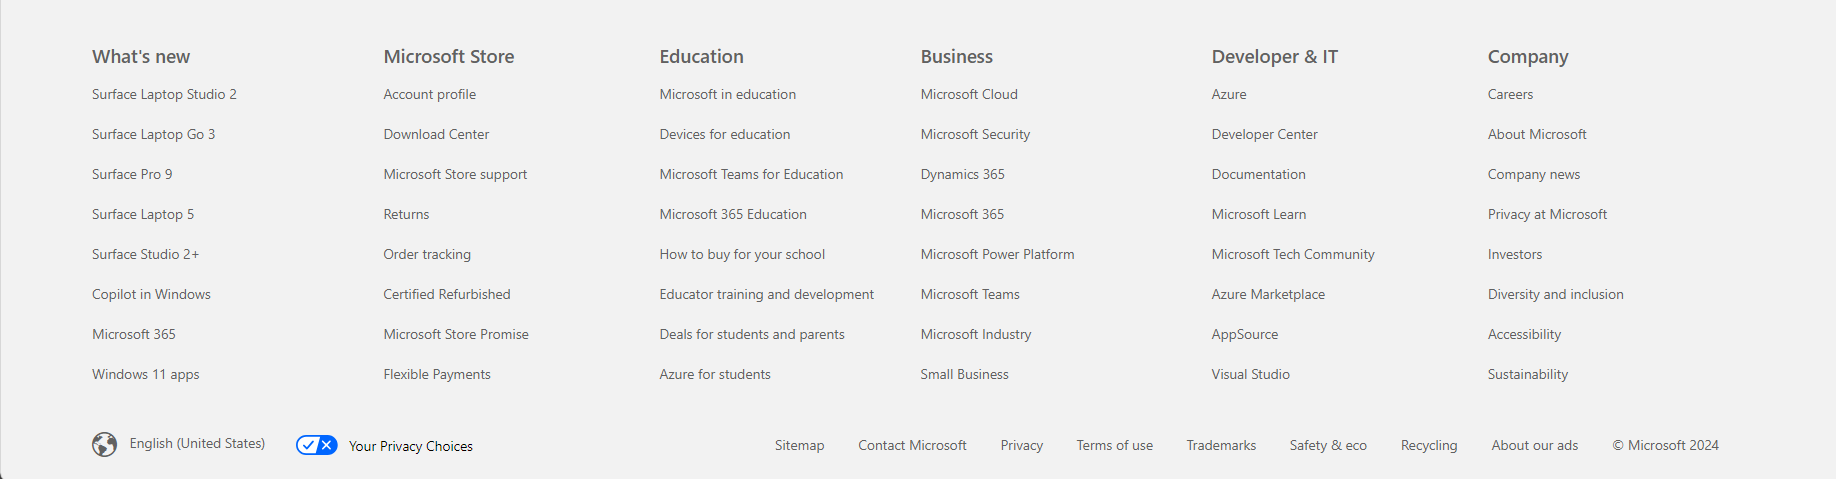 What's new
Surface Laptop Studio 2
Surface Laptop Go 3
Surface Pro 9
Surface Laptop 5
Surface Studio 2+
Copilot in Windows
Microsoft 365
Windows 11 apps
Microsoft Store
Account profile
Download Center
Microsoft Store support
Returns
Order tracking
Certified Refurbished
Microsoft Store Promise
Flexible Payments
Education
Microsoft in education
Devices for education
Microsoft Teams for Education
Microsoft 365 Education
How to buy for your school
Educator training and development
Deals for students and parents
Azure for students
Business
Microsoft Cloud
Microsoft Security
Dynamics 365
Microsoft 365
Microsoft Power Platform
Microsoft Teams
Microsoft Industry
Small Business
Developer & IT
Azure
Developer Center
Documentation
Microsoft Learn
Microsoft Tech Community
Azure Marketplace
AppSource
Visual Studio
Company
Careers
About Microsoft
Company news
Privacy at Microsoft
Investors
Diversity and inclusion
Accessibility
Sustainability
English (United States)
Your Privacy Choices
Sitemap
Contact Microsoft
Privacy
Terms of use
Trademarks
Safety & eco
Recycling
About our ads
© Microsoft 2024